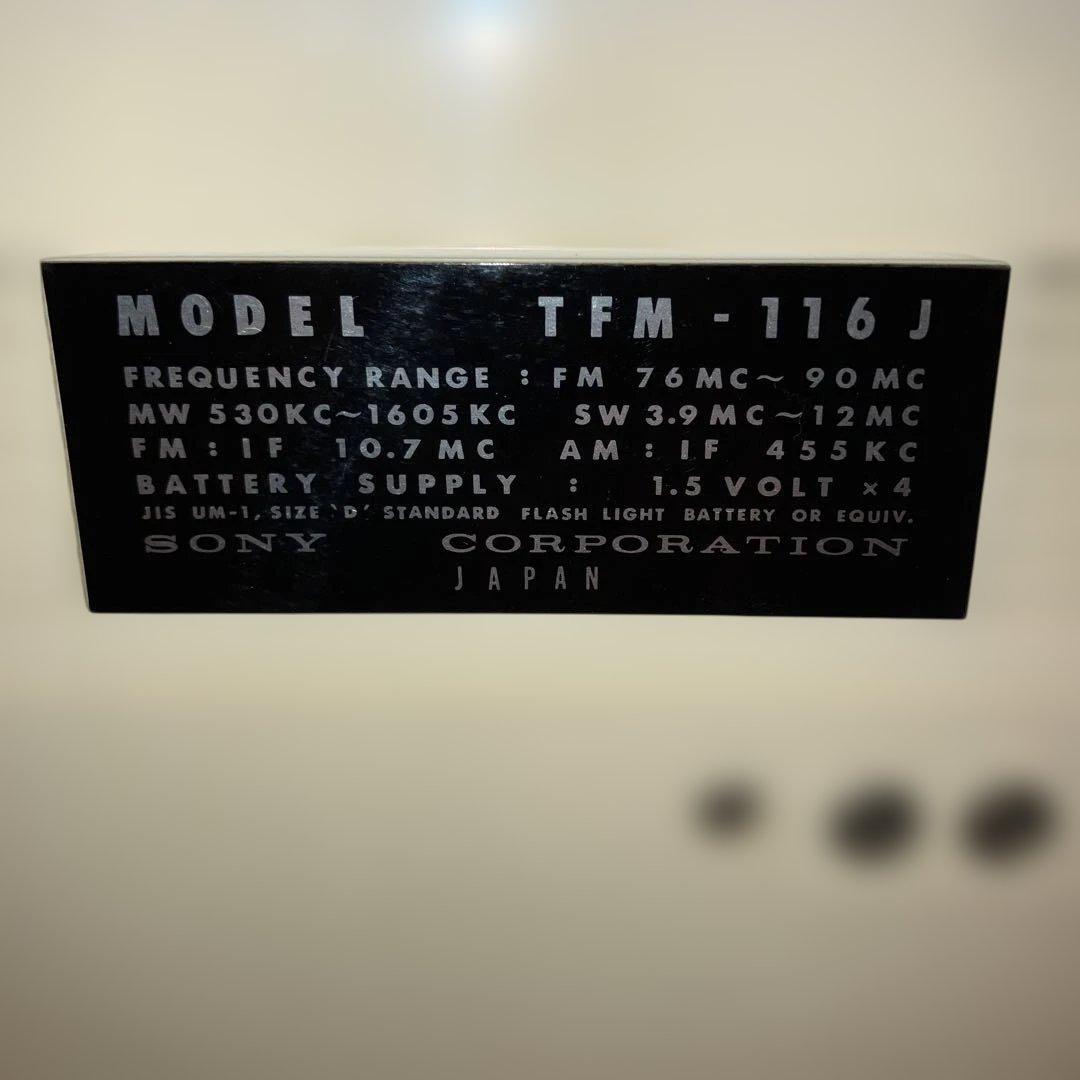 MODEL TFM-116J
FREQUENCY RANGE : FM 76MC~ 90MC
MW 530KC~1605KC SW 3.9MC~12MC
FM : IF 10.7MC AM : IF 455KC
BATTERY SUPPLY : 1.5 VOLT ×4
JIS UM-1, SIZE 'D' STANDARD FLASH LIGHT BATTERY OR EQUIV.
SONY CORPORATION
JAPAN